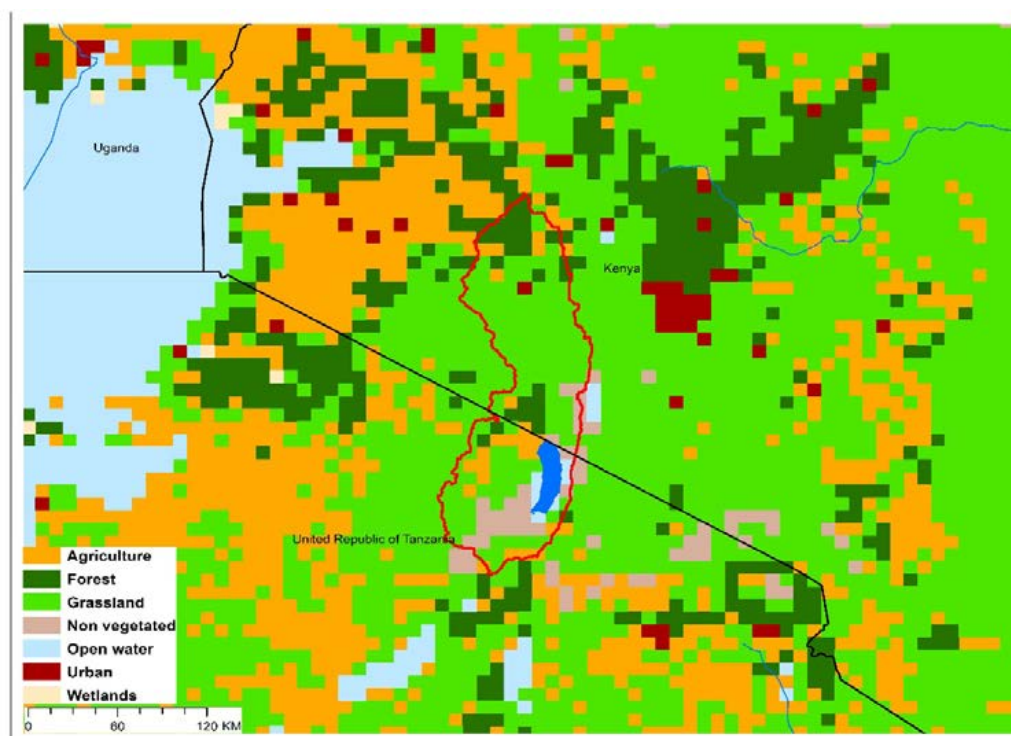 Uganda
Kenya
United Republic of Tanzania
Agriculture
Forest
Grassland
Non vegetated
Open water
Urban
Wetlands
0 60 120 KM